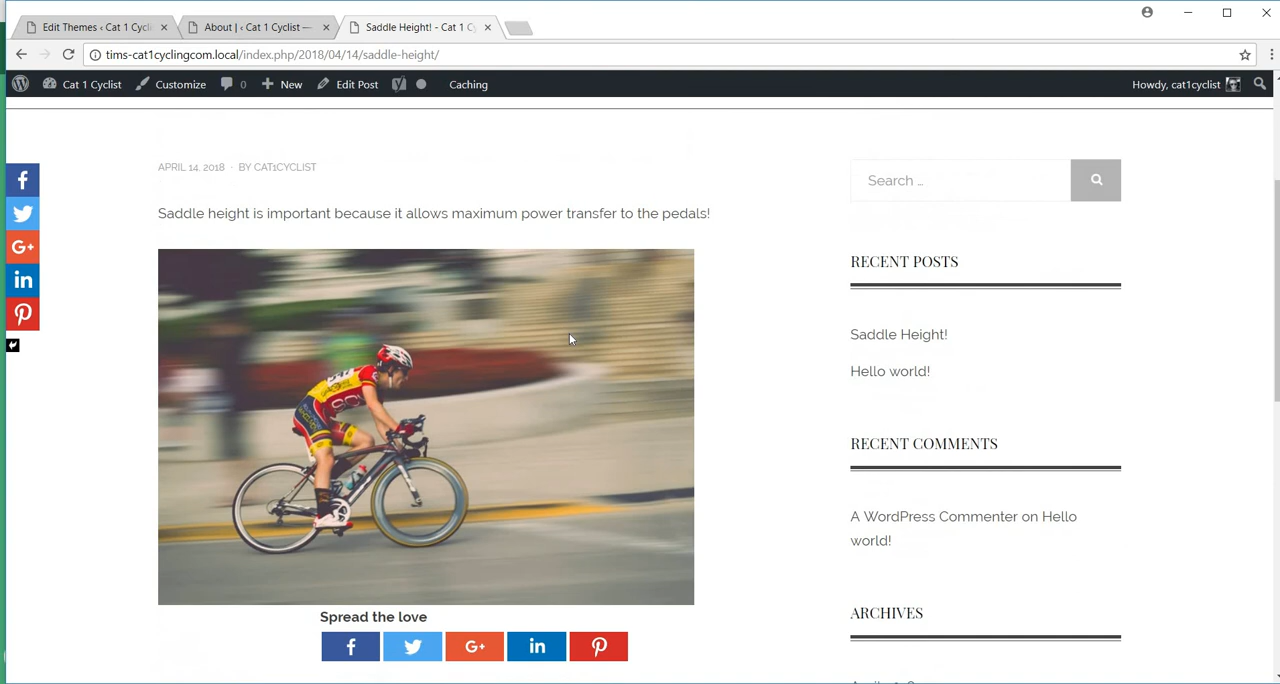 Edit Themes ‹ Cat 1 Cycli
About | ‹ Cat 1 Cyclist —
Saddle Height! - Cat 1 C
tims-cat1cyclingcom.local/index.php/2018/04/14/saddle-height/
Cat 1 Cyclist
Customize
0
New
Edit Post
Caching
Howdy, cat1cyclist
APRIL 14, 2018 · BY CAT1CYCLIST
Search ...
Saddle height is important because it allows maximum power transfer to the pedals!
RECENT POSTS
Saddle Height!
Hello world!
RECENT COMMENTS
A WordPress Commenter on Hello
world!
ARCHIVES
Spread the love